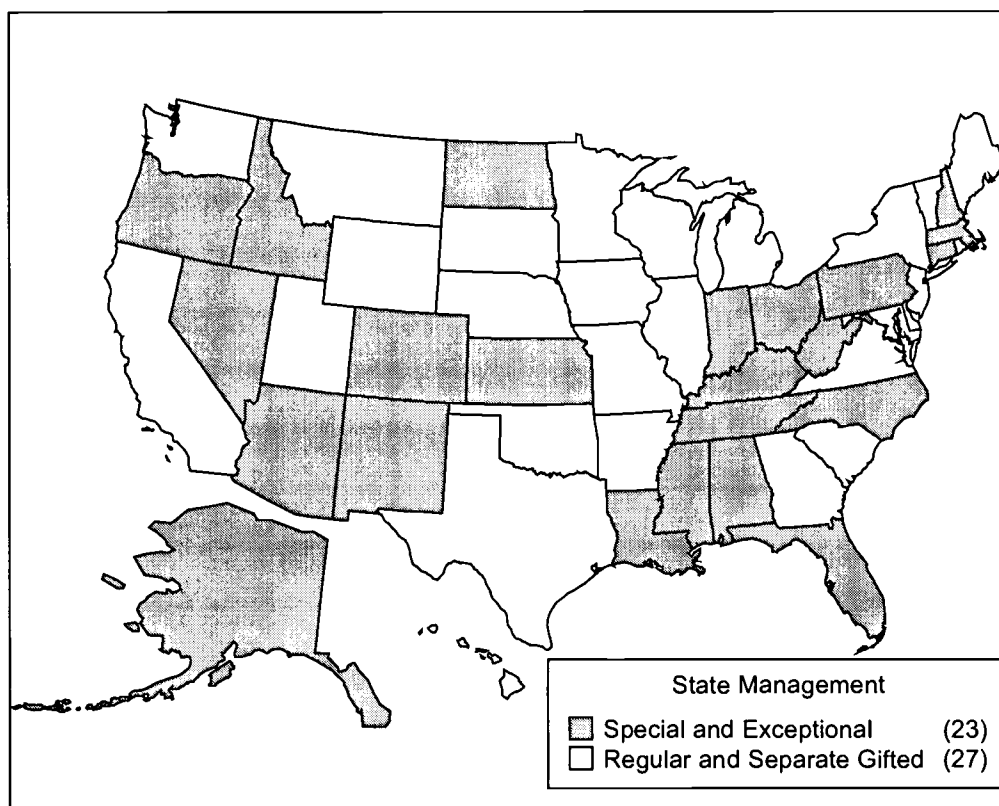 State Management
Special and Exceptional (23)
Regular and Separate Gifted (27)